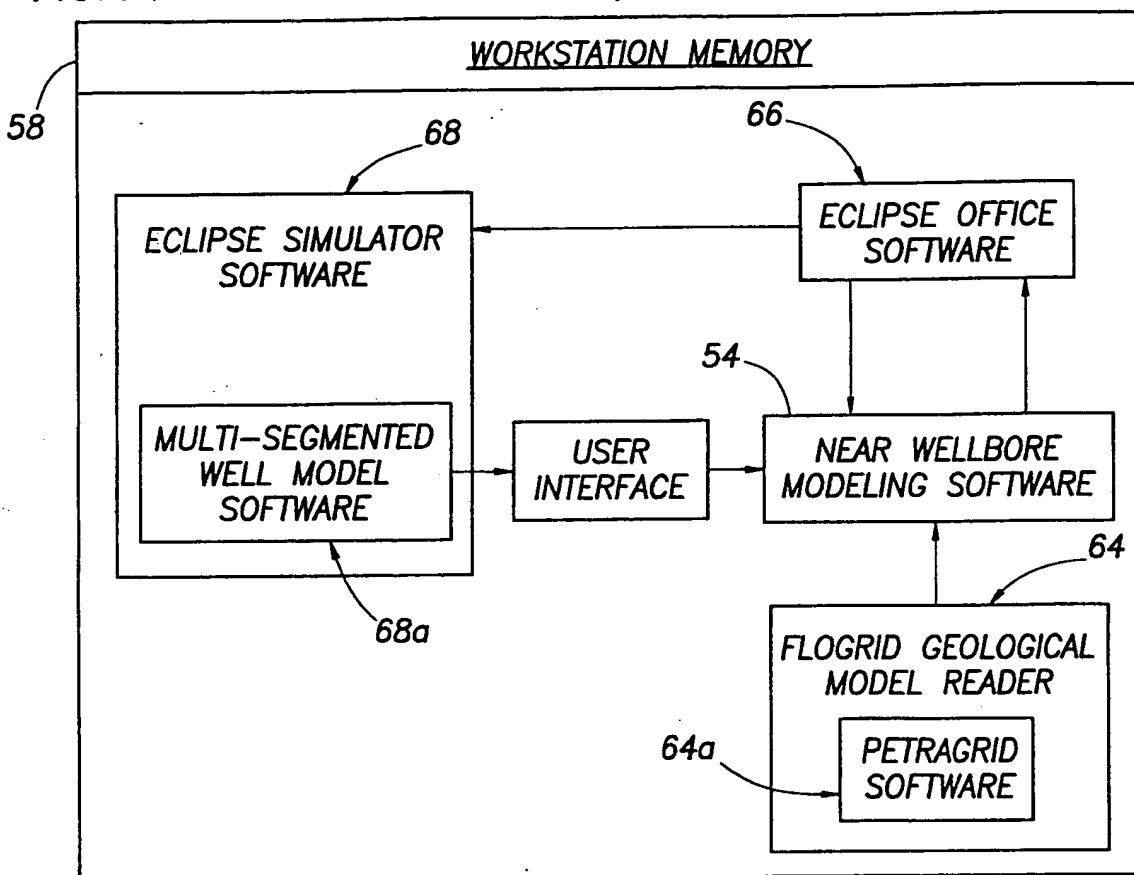 WORKSTATION MEMORY
58
68
66
ECLIPSE SIMULATOR
SOFTWARE
ECLIPSE OFFICE
SOFTWARE
54
MULTI-SEGMENTED
WELL MODEL
SOFTWARE
USER
INTERFACE
NEAR WELLBORE
MODELING SOFTWARE
68a
64
FLOGRID GEOLOGICAL
MODEL READER
64a
PETRAGRID
SOFTWARE